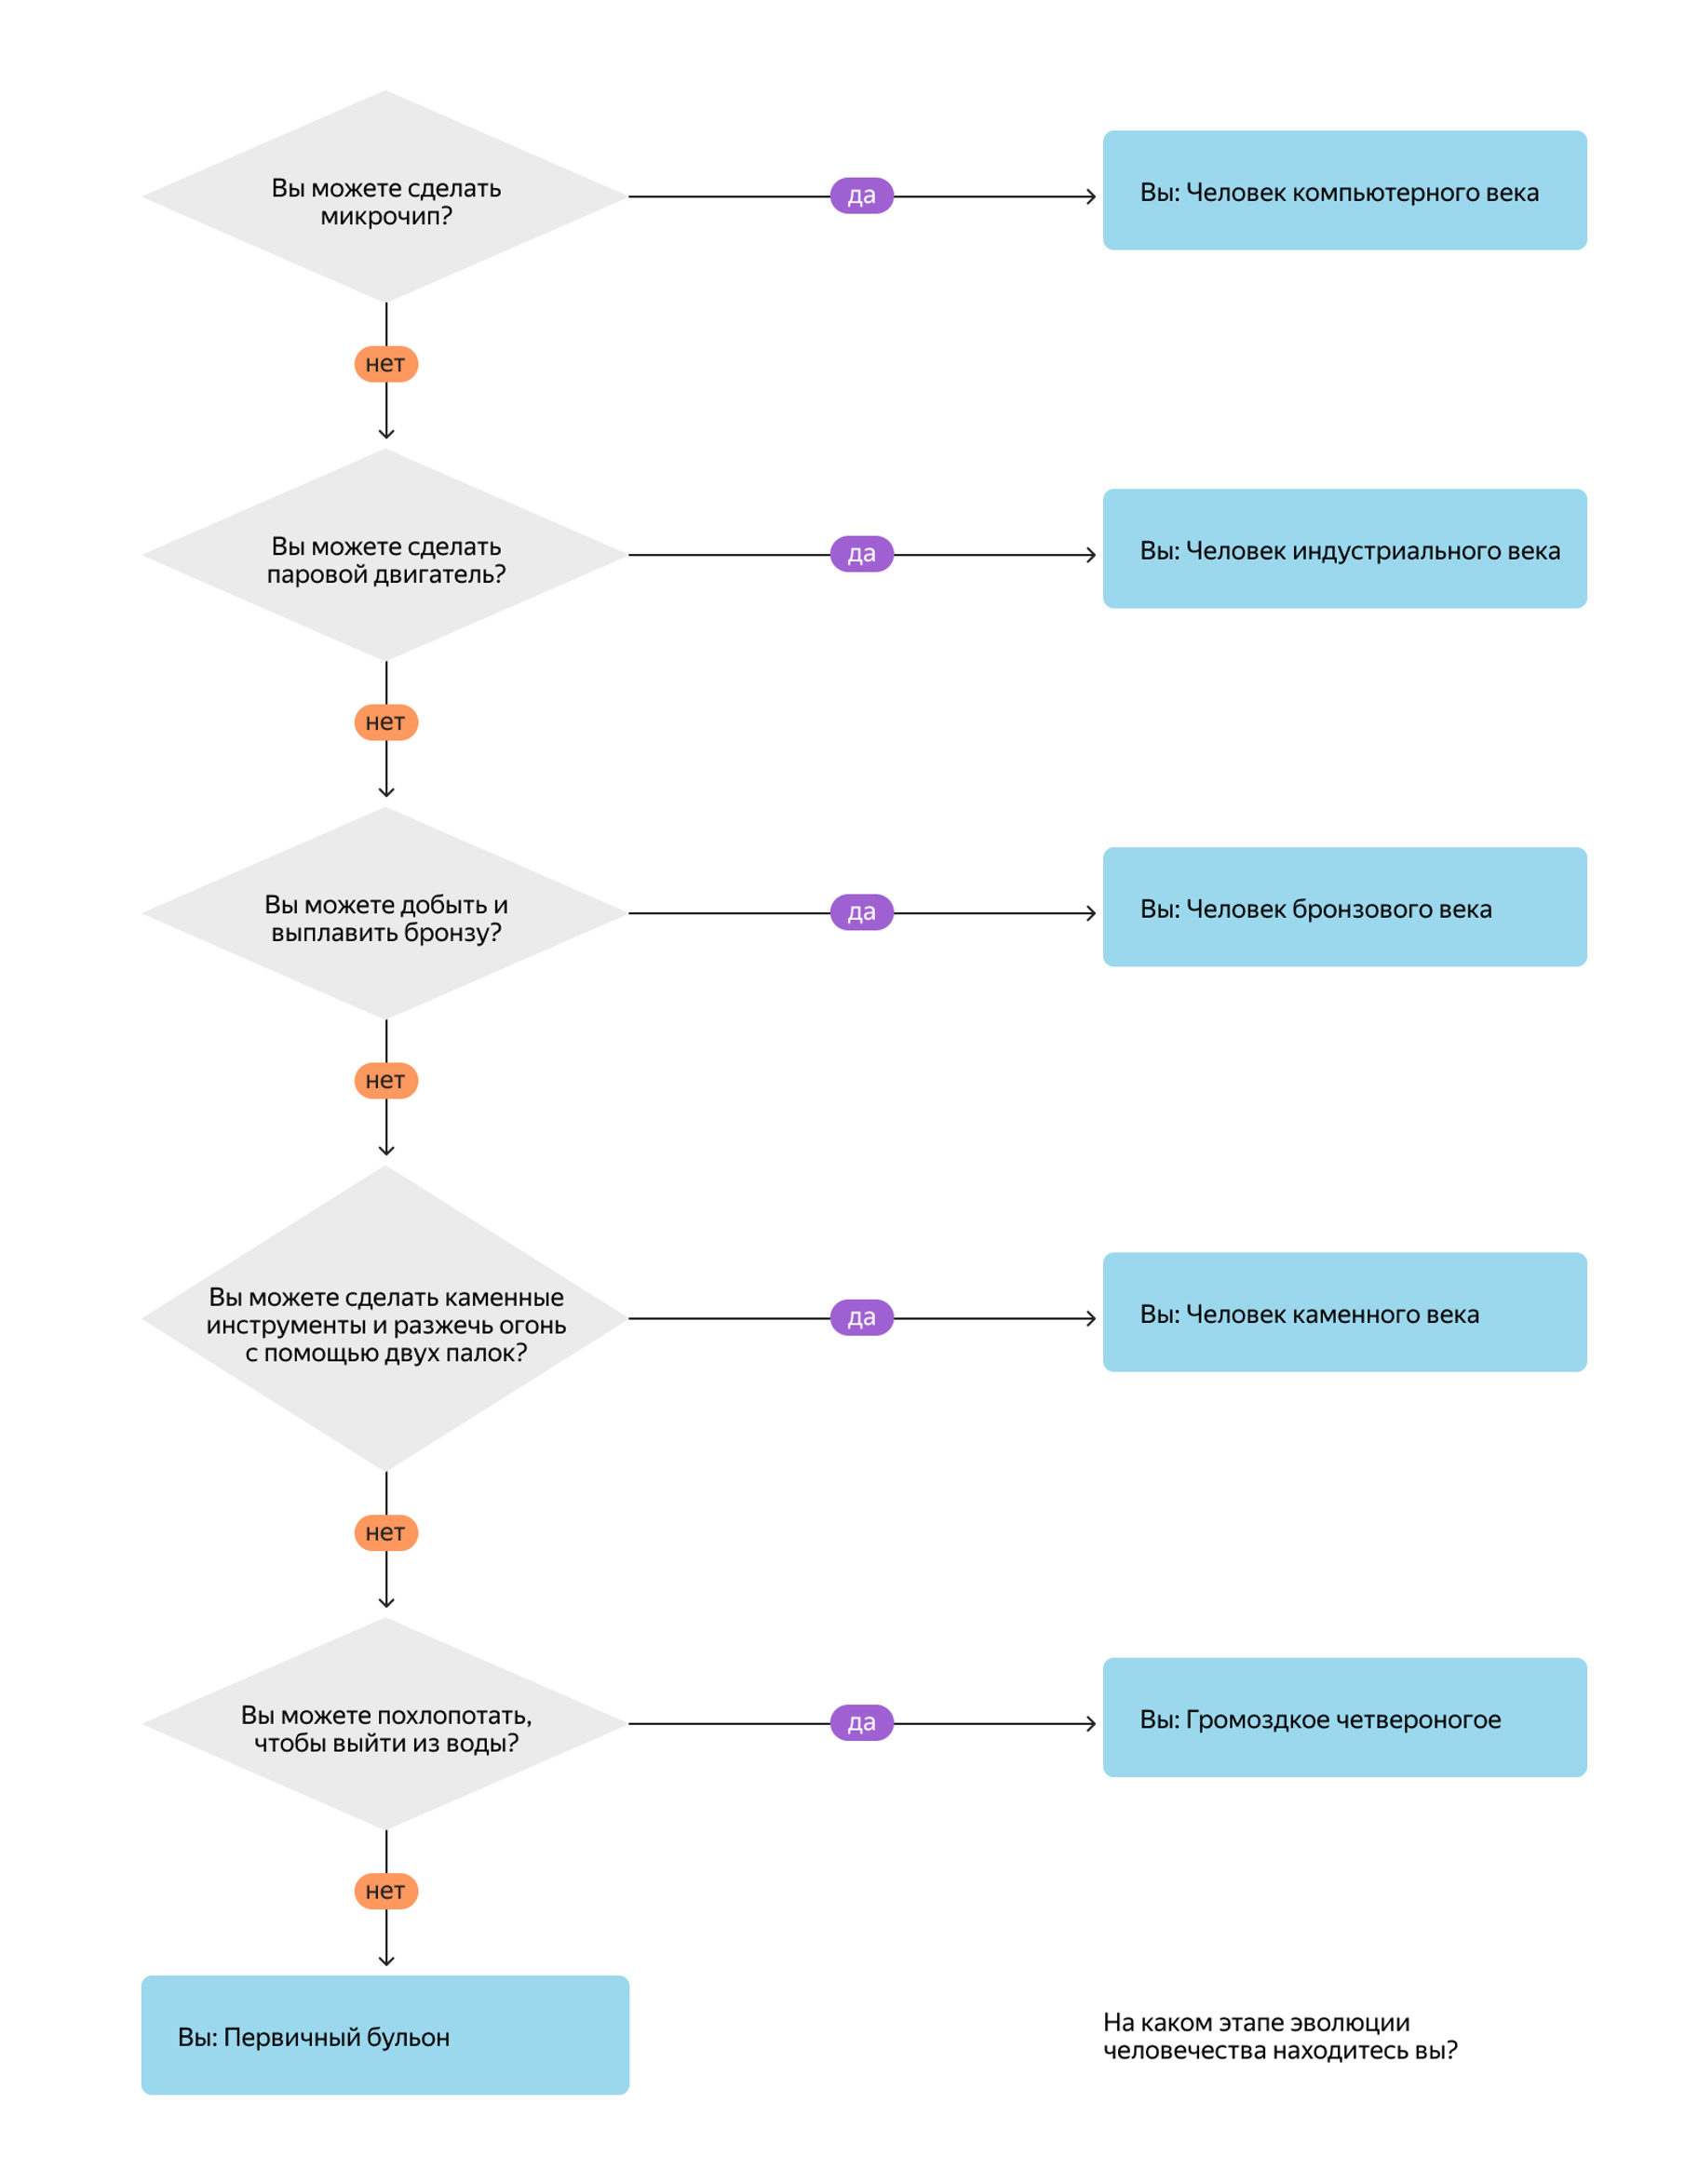 Вы можете сделать
микрочип?
да
Вы: Человек компьютерного века
нет
Вы можете сделать
паровой двигатель?
да
Вы: Человек индустриального века
нет
Вы можете добыть и
выплавить бронзу?
да
Вы: Человек бронзового века
нет
Вы можете сделать каменные
инструменты и разжечь огонь
с помощью двух палок?
да
Вы: Человек каменного века
нет
Вы можете похлопотать,
чтобы выйти из воды?
да
Вы: Громоздкое четвероногое
нет
Вы: Первичный бульон
На каком этапе эволюции
человечества находитесь вы?